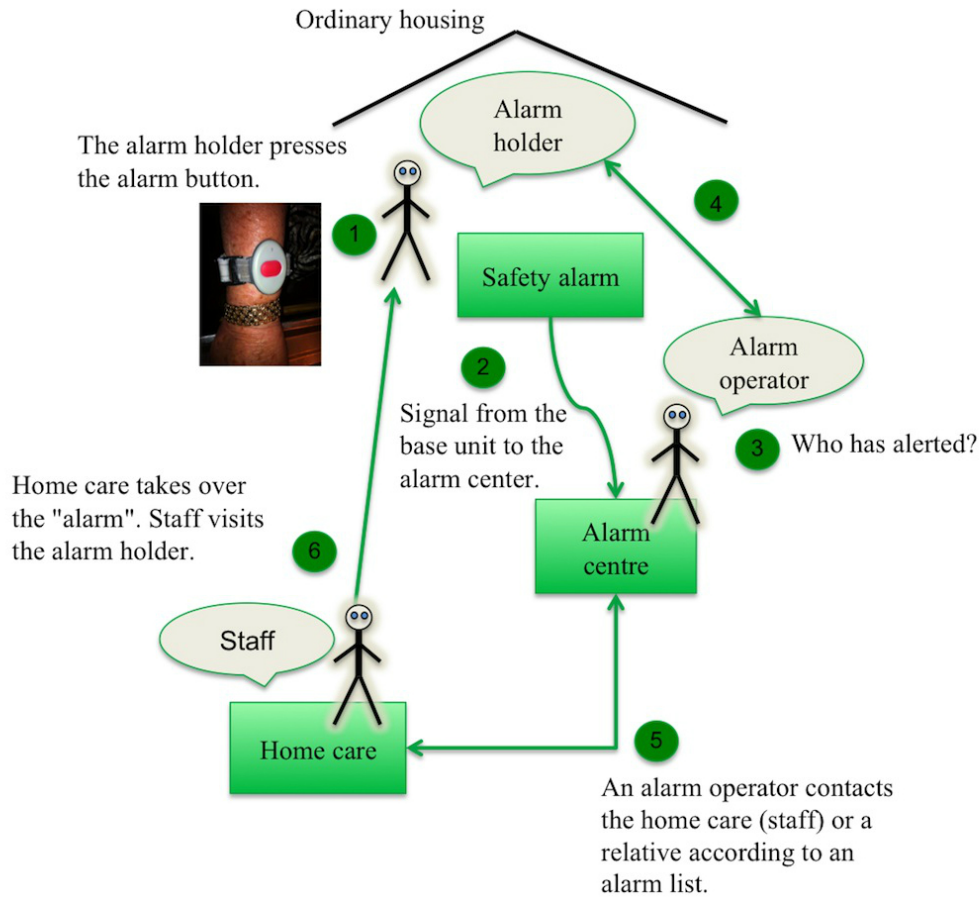 Ordinary housing
Alarm
holder
The alarm holder presses
the alarm button.
1
4
Safety alarm
Alarm
operator
2
Signal from the
base unit to the
alarm center.
3
Who has alerted?
Home care takes over
the "alarm". Staff visits
the alarm holder.
6
Alarm
centre
Staff
Home care
5
An alarm operator contacts
the home care (staff) or a
relative according to an
alarm list.